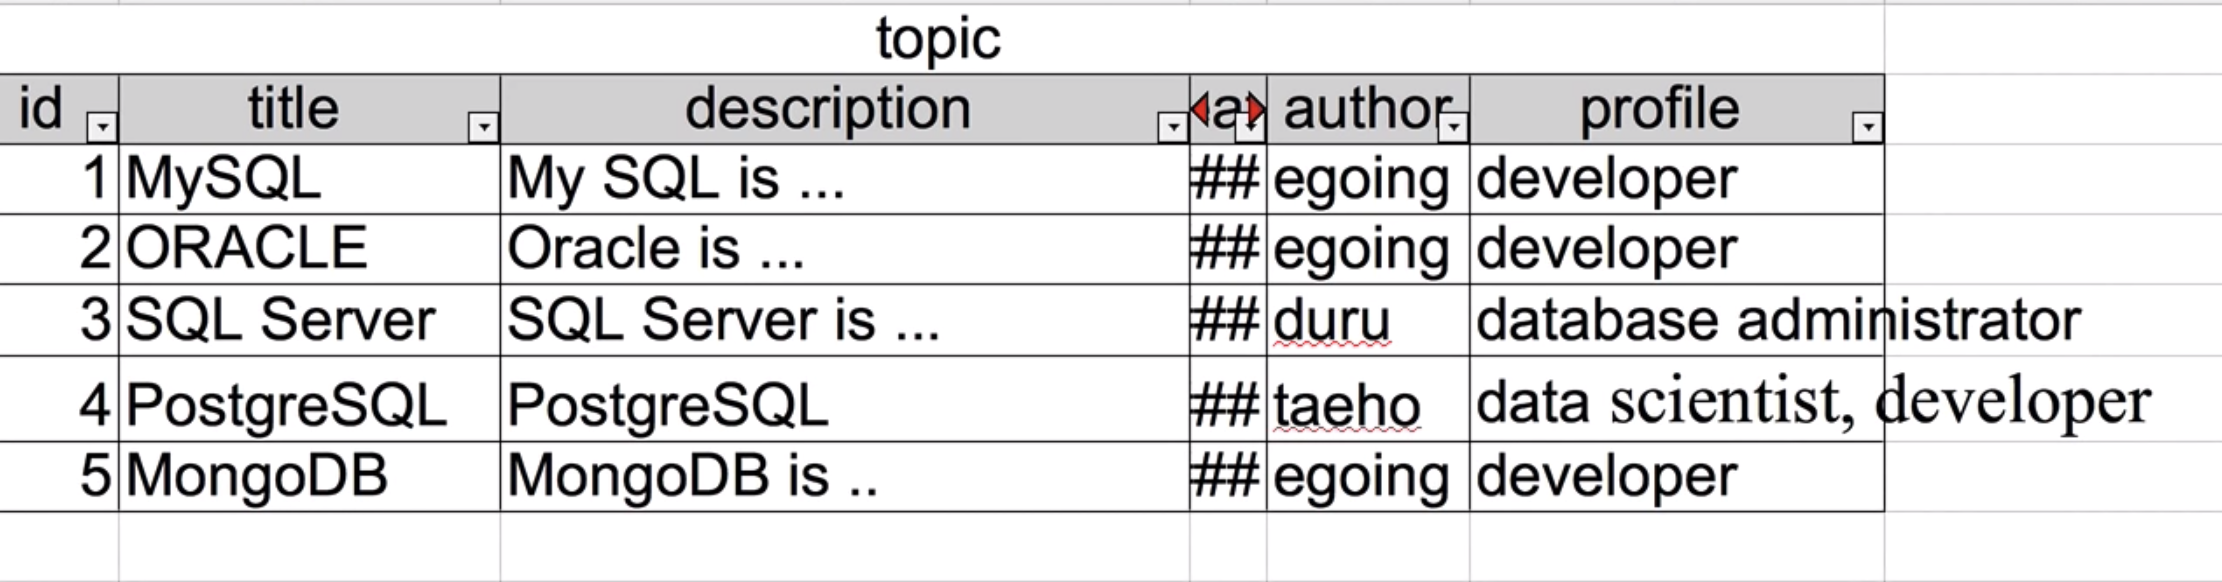 topic
id title description author profile
1 MySQL My SQL is ... ## egoing developer
2 ORACLE Oracle is ... ## egoing developer
3 SQL Server SQL Server is ... ## duru database administrator
4 PostgreSQL PostgreSQL ## taeho data scientist, developer
5 MongoDB MongoDB is .. ## egoing developer